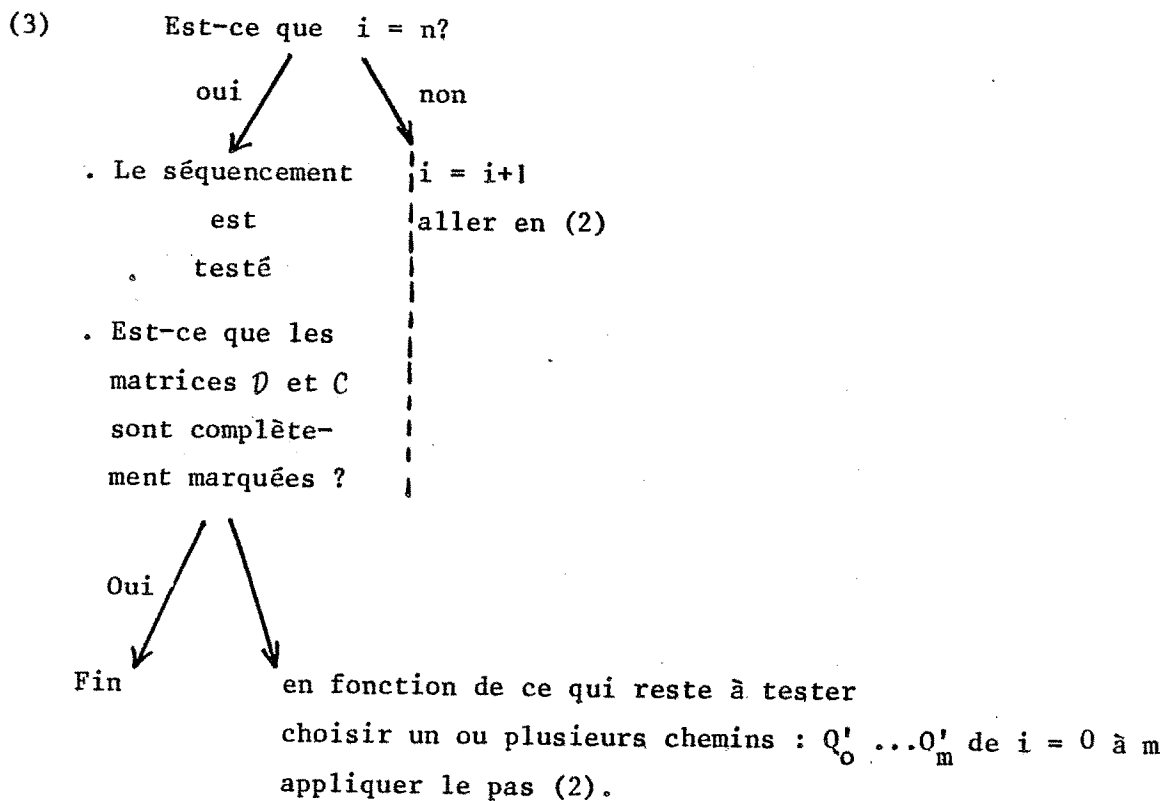 (3) Est-ce que i = n?
oui non
. Le séquencement
est
testé
i = i+1
aller en (2)
. Est-ce que les
matrices D et C
sont complète-
ment marquées ?
Oui
Fin
en fonction de ce qui reste à tester
choisir un ou plusieurs chemins : Q'o ...O'm de i = 0 à m
appliquer le pas (2).